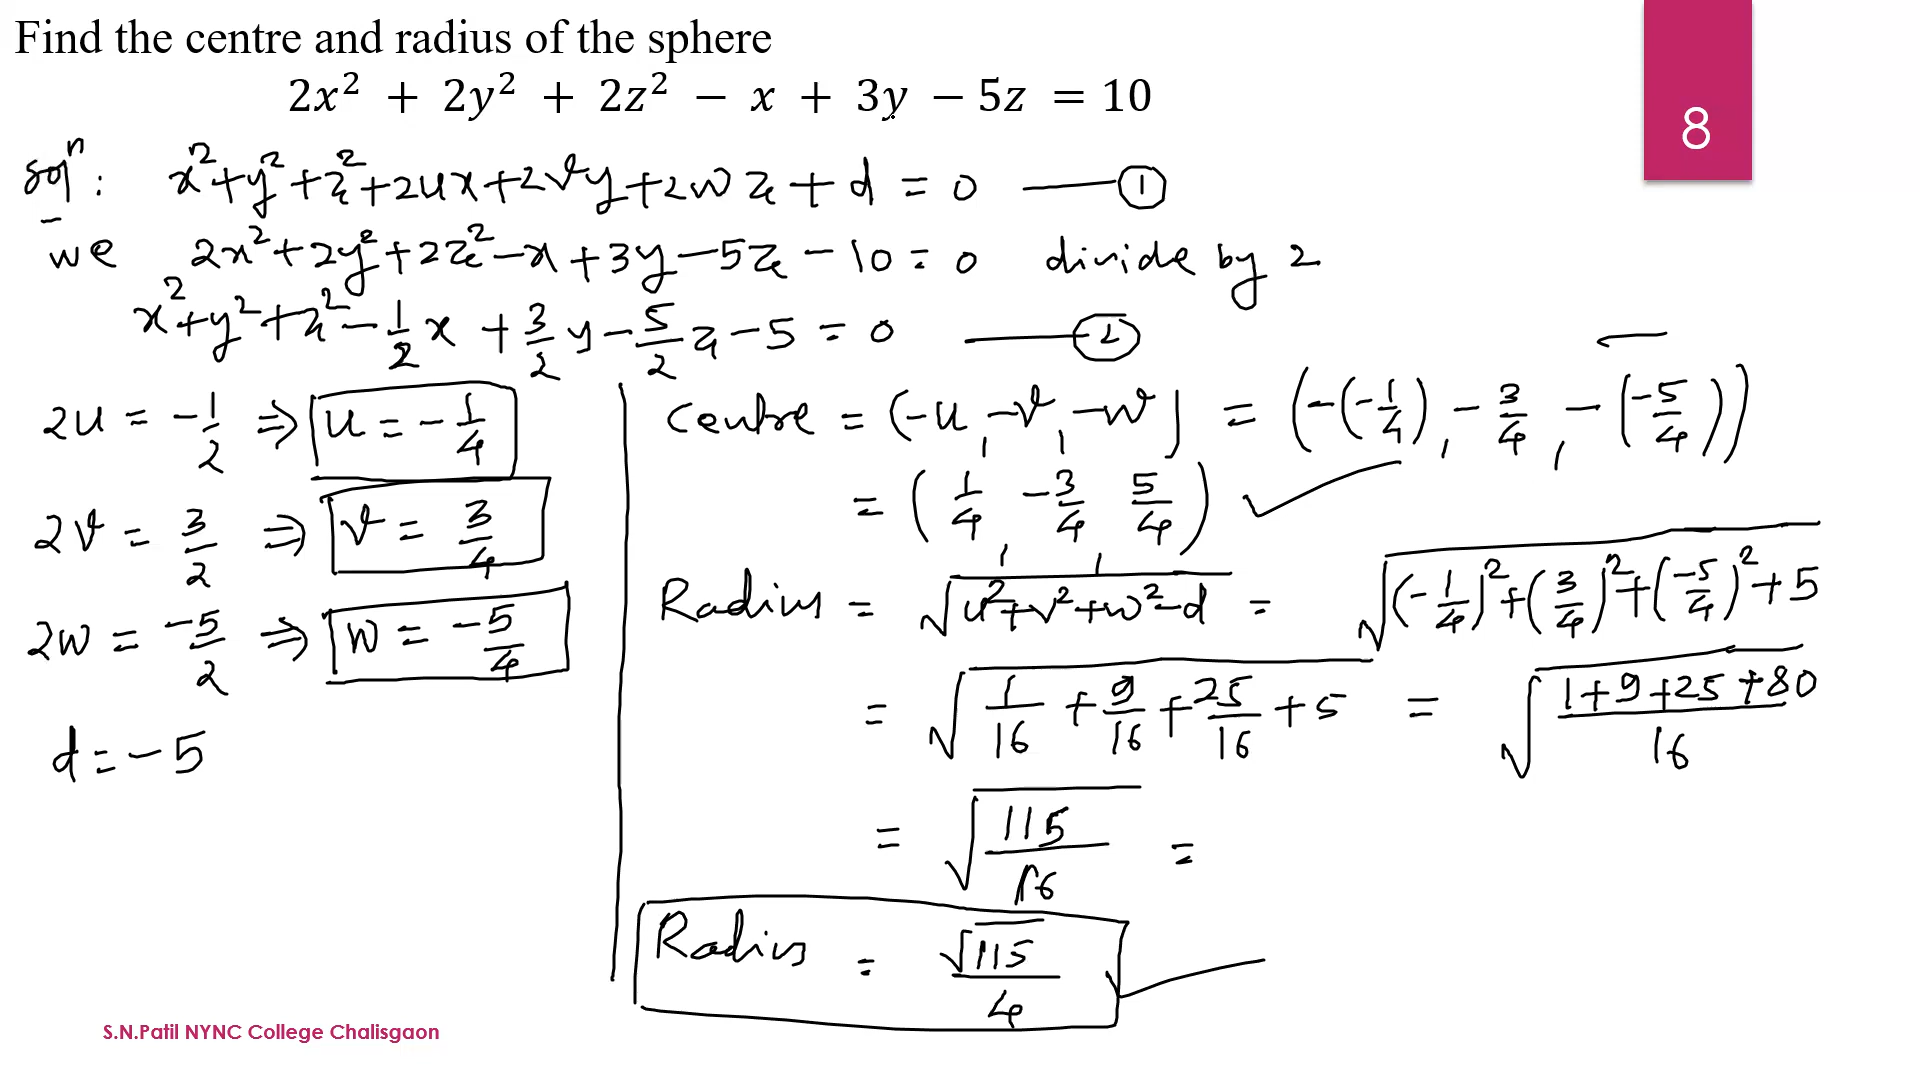 Find the centre and radius of the sphere
2x² + 2y² + 2z² − x + 3y − 5z = 10
8
solⁿ: x²+y²+z²+2ux+2vy+2wz+d = 0 —— ①
we 2x²+2y²+2z²−x+3y−5z−10=0 divide by 2
x²+y²+z²−1/2 x + 3/2 y − 5/2 z − 5 = 0 —— ②
2u = −1/2 ⇒ u = −1/4
2v = 3/2 ⇒ v = 3/4
2w = −5/2 ⇒ w = −5/4
d = −5
Centre = (−u, −v, −w) = (−(−1/4), −3/4, −(−5/4))
= (1/4, −3/4, 5/4)
Radius = √(u²+v²+w²−d) = √((−1/4)²+(3/4)²+(−5/4)²+5)
= √(1/16 + 9/16 + 25/16 + 5) = √((1+9+25+80)/16)
= √(115/16) =
Radius = √115/4
S.N.Patil NYNC College Chalisgaon